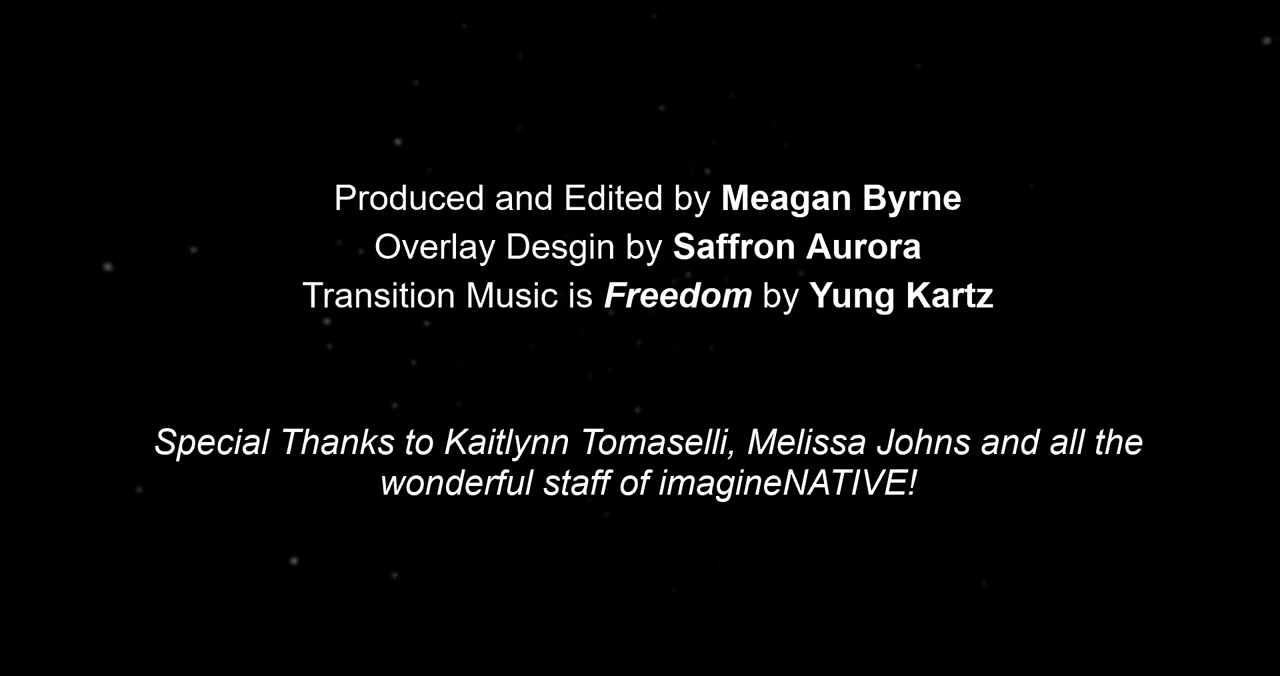 Produced and Edited by Meagan Byrne
Overlay Desgin by Saffron Aurora
Transition Music is Freedom by Yung Kartz
Special Thanks to Kaitlynn Tomaselli, Melissa Johns and all the
wonderful staff of imagineNATIVE!